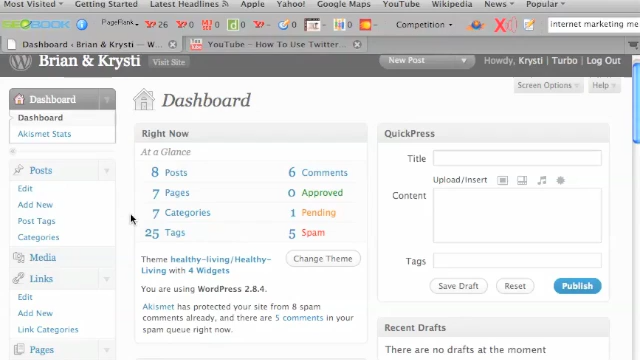 Most Visited Getting Started Latest Headlines Apple Yahoo! Google Maps YouTube Wikipedia News Popular
SEOBOOK PageRank 26 0 Competition Internet marketing me
Dashboard ‹ Brian & Krysti — W... YouTube - How To Use Twitter...
Brian & Krysti Visit Site New Post Howdy, Krysti | Turbo | Log Out
Screen Options Help
Dashboard
Dashboard
Akismet Stats
Posts
Edit
Add New
Post Tags
Categories
Media
Links
Edit
Add New
Link Categories
Pages
Dashboard
Right Now
At a Glance
8 Posts 6 Comments
7 Pages 0 Approved
7 Categories 1 Pending
25 Tags 5 Spam
Theme healthy-living/Healthy-
Living with 4 Widgets
Change Theme
You are using WordPress 2.8.4.
Akismet has protected your site from 8 spam
comments already, and there are 5 comments in your
spam queue right now.
QuickPress
Title
Upload/Insert
Content
Tags
Save Draft Reset Publish
Recent Drafts
There are no drafts at the moment